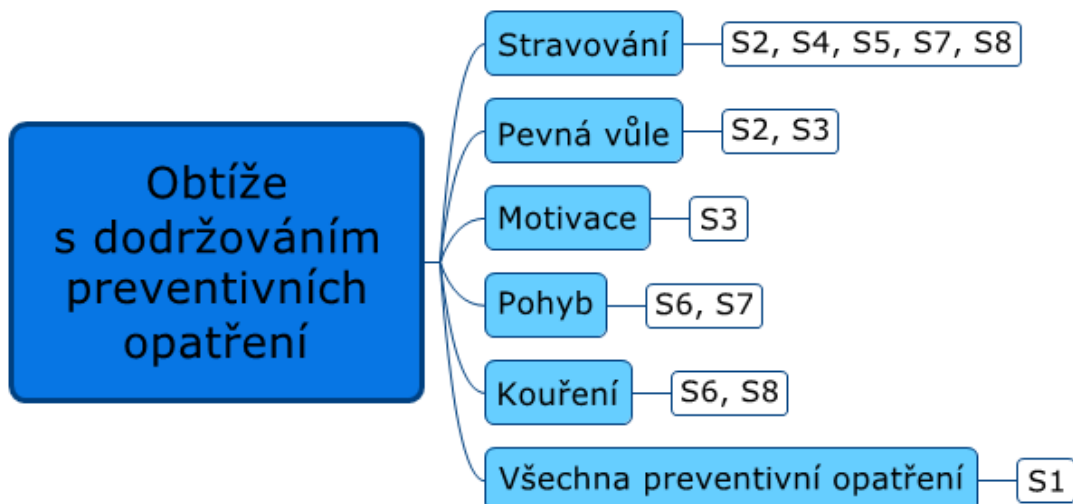 Obtíže
s dodržováním
preventivních
opatření
Stravování
S2, S4, S5, S7, S8
Pevná vůle
S2, S3
Motivace
S3
Pohyb
S6, S7
Kouření
S6, S8
Všechna preventivní opatření
S1